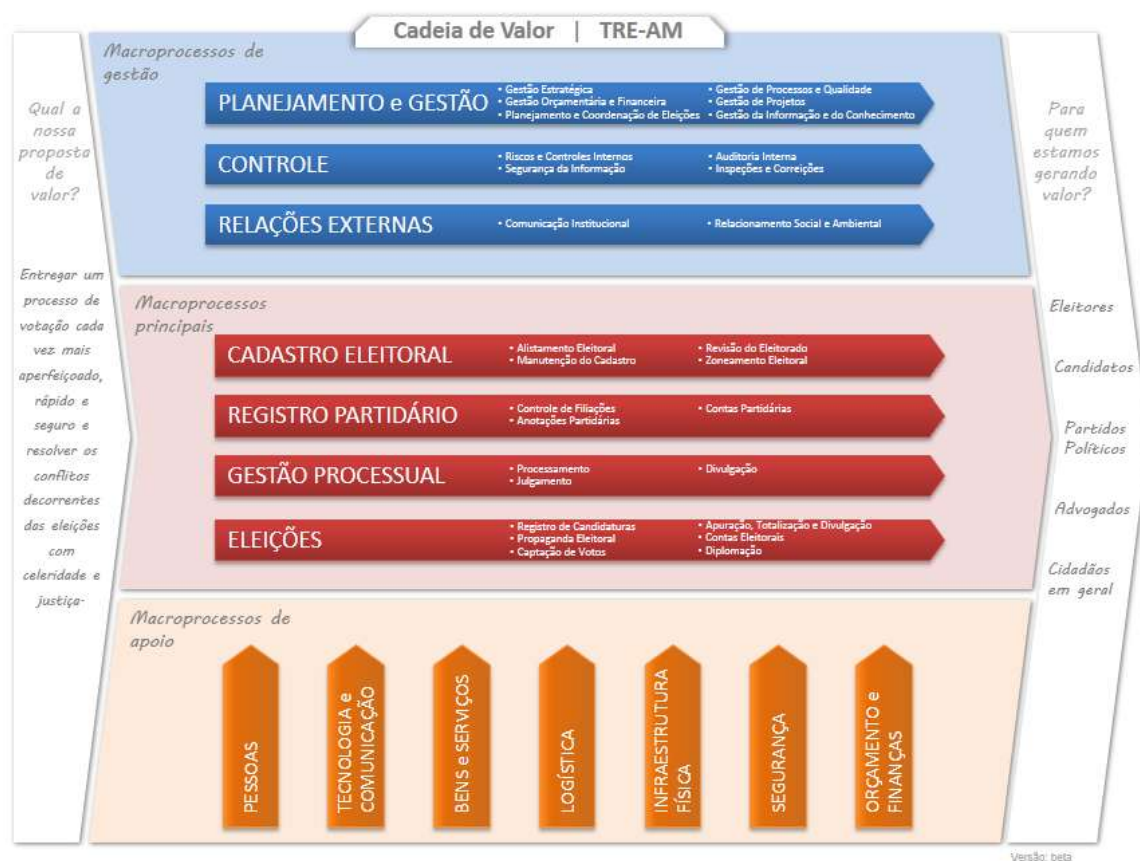 Cadeia de Valor | TRE-AM
Qual a
nossa
proposta
de
valor?
Entregar um
processo de
votação cada
vez mais
aperfeiçoado,
rápido e
seguro e
resolver os
conflitos
decorrentes
das eleições
com
celeridade e
justiça-
Macroprocessos de
gestão
PLANEJAMENTO e GESTÃO
• Gestão Estratégica
• Gestão Orçamentária e Financeira
• Planejamento e Coordenação de Eleições
• Gestão de Processos e Qualidade
• Gestão de Projetos
• Gestão da Informação e do Conhecimento
CONTROLE
• Riscos e Controles Internos
• Segurança da Informação
• Auditoria Interna
• Inspeções e Correições
RELAÇÕES EXTERNAS
• Comunicação Institucional
• Relacionamento Social e Ambiental
Macroprocessos
principais
CADASTRO ELEITORAL
• Alistamento Eleitoral
• Manutenção do Cadastro
• Revisão do Eleitorado
• Zoneamento Eleitoral
REGISTRO PARTIDÁRIO
• Controle de Filiações
• Anotações Partidárias
• Contas Partidárias
GESTÃO PROCESSUAL
• Processamento
• Julgamento
• Divulgação
ELEIÇÕES
• Registro de Candidaturas
• Propaganda Eleitoral
• Captação de Votos
• Apuração, Totalização e Divulgação
• Contas Eleitorais
• Diplomação
Macroprocessos de
apoio
PESSOAS
TECNOLOGIA e
COMUNICAÇÃO
BENS e SERVIÇOS
LOGÍSTICA
INFRAESTRUTURA
FÍSICA
SEGURANÇA
ORÇAMENTO e
FINANÇAS
Para
quem
estamos
gerando
valor?
Eleitores
Candidatos
Partidos
Políticos
Advogados
Cidadãos
em geral
Versão: beta